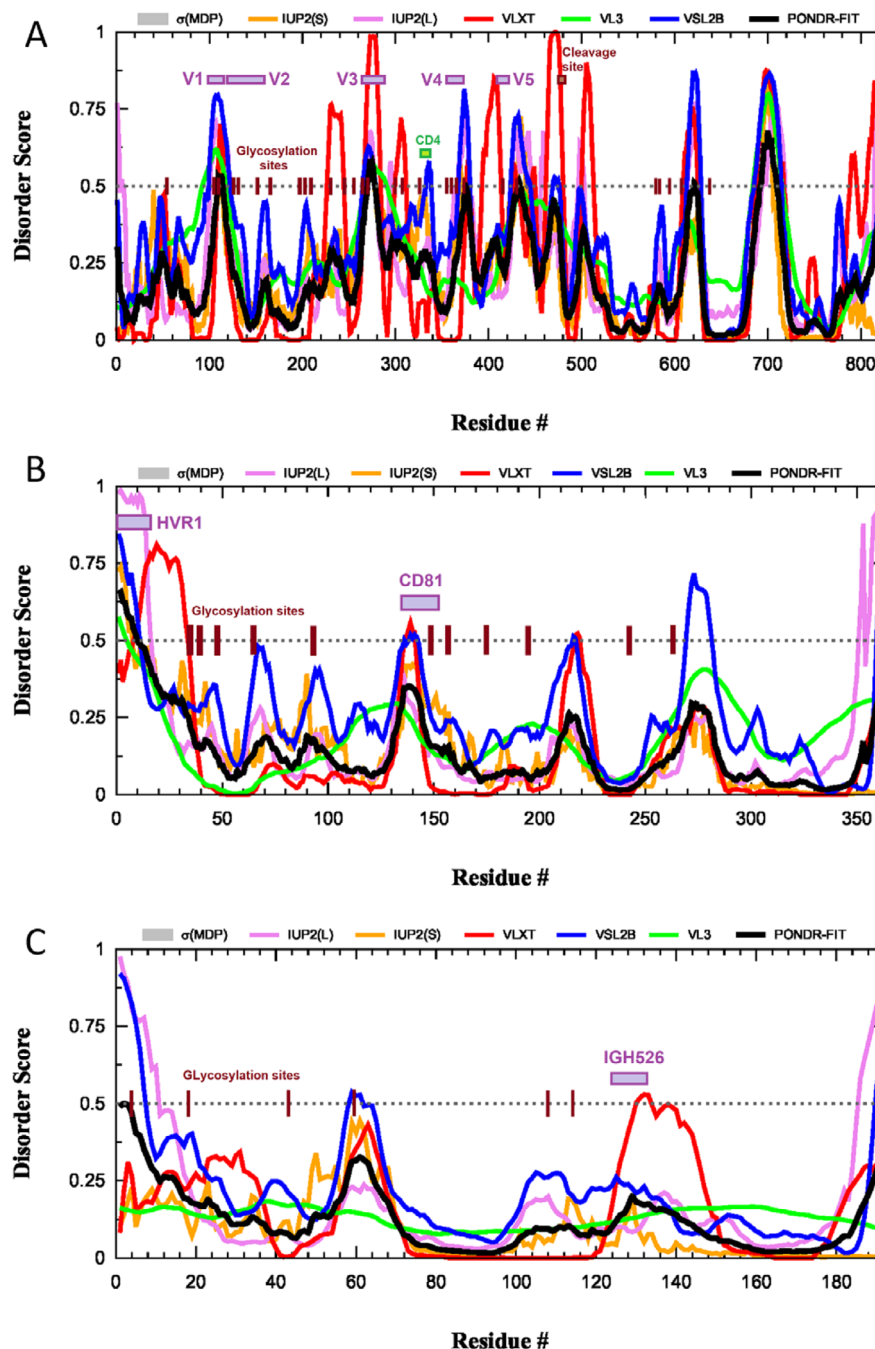 A
σ(MDP) IUP2(S) IUP2(L) VLXT VL3 VSL2B PONDR-FIT
Disorder Score
1
0.75
0.5
0.25
0
V1 V2 V3 V4 V5
Cleavage
site
CD4
Glycosylation
sites
0 100 200 300 400 500 600 700 800
Residue #
B
σ(MDP) IUP2(L) IUP2(S) VLXT VSL2B VL3 PONDR-FIT
Disorder Score
1
0.75
0.5
0.25
0
HVR1
CD81
Glycosylation sites
0 50 100 150 200 250 300 350
Residue #
C
σ(MDP) IUP2(L) IUP2(S) VLXT VSL2B VL3 PONDR-FIT
Disorder Score
1
0.75
0.5
0.25
0
IGH526
GLycosylation sites
0 20 40 60 80 100 120 140 160 180
Residue #